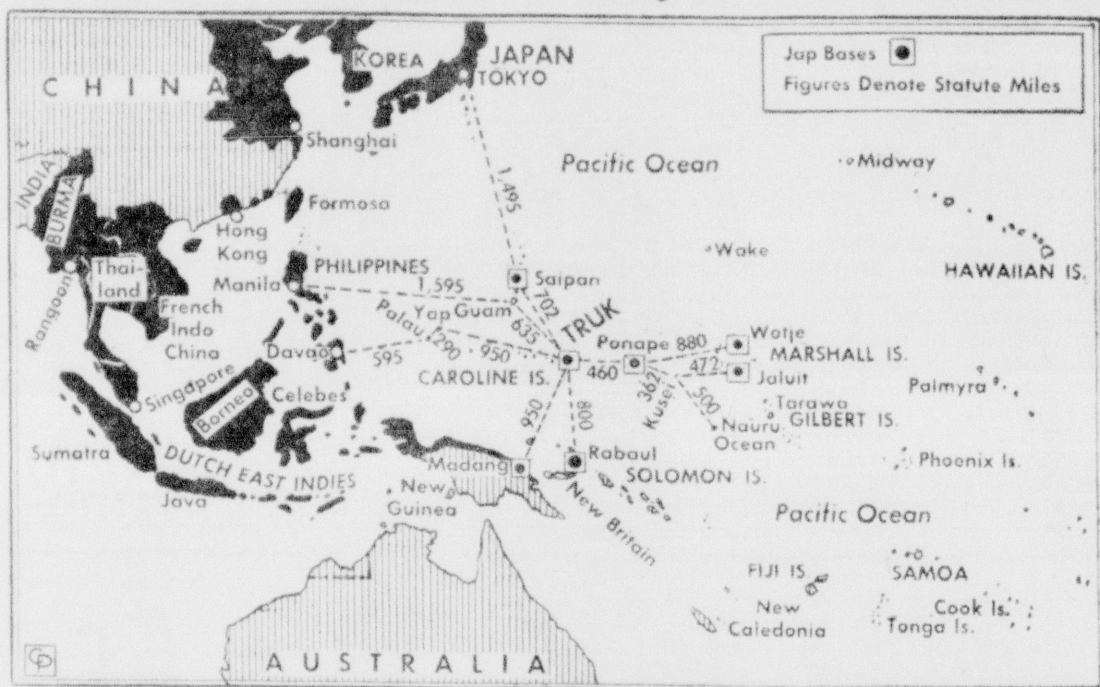 KOREA
JAPAN
TOKYO
Jap Bases
Figures Denote Statute Miles
CHINA
Shanghai
Pacific Ocean
Midway
INDIA
BURMA
1,495
Formosa
Hong
Kong
Wake
HAWAIIAN IS.
Rangoon
Thai-
land
Manila
PHILIPPINES
1,595
Saipan
702
French
Indo
China
Palau
Yap
Guam
635
TRUK
Ponape
880
Wotje
MARSHALL IS.
Davao
595
290
950
CAROLINE IS.
460
362
Kusei
472
Jaluit
Palmyra
Singapore
Borneo
Celebes
950
800
500
Tarawa
GILBERT IS.
Nauru
Ocean
Sumatra
DUTCH EAST INDIES
Java
Madang
Rabaul
SOLOMON IS.
Phoenix Is.
New
Guinea
New Britain
Pacific Ocean
FIJI IS.
SAMOA
New
Caledonia
Cook Is.
Tonga Is.
AUSTRALIA
CP